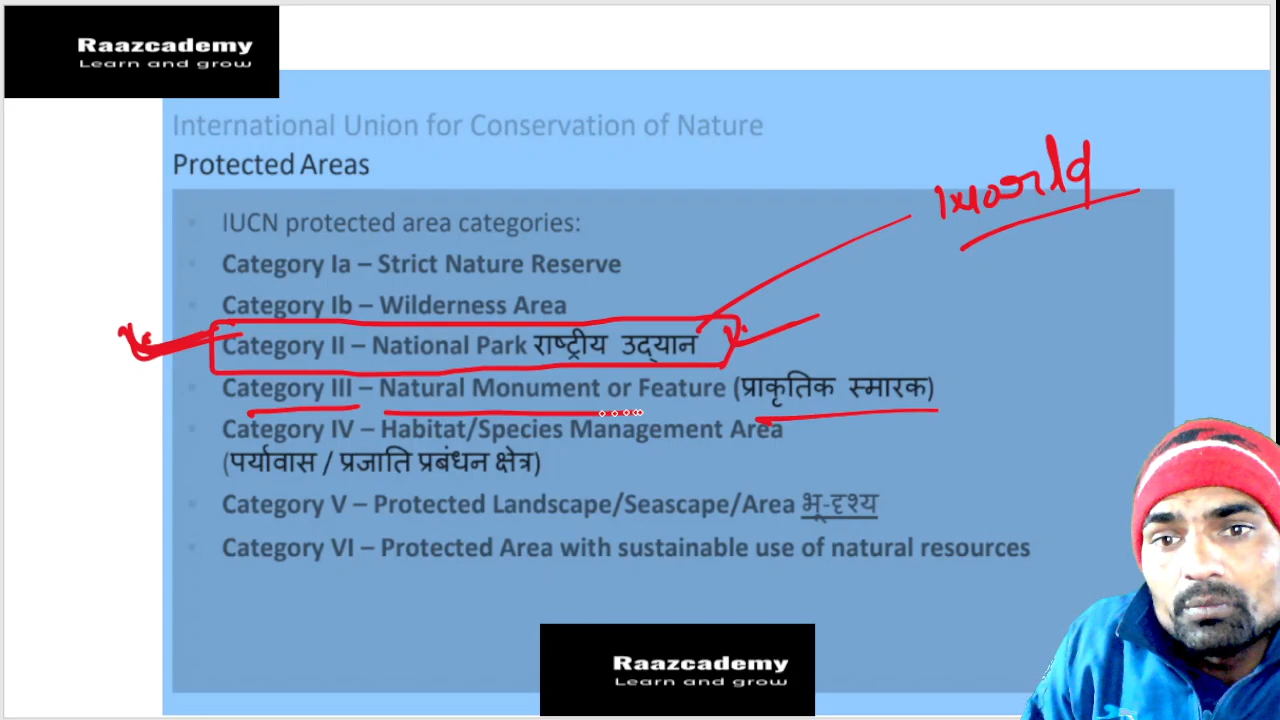 Raazcademy
Learn and grow
International Union for Conservation of Nature
Protected Areas
IUCN protected area categories:
Category Ia – Strict Nature Reserve
Category Ib – Wilderness Area
Category II – National Park राष्ट्रीय उद्यान
Category III – Natural Monument or Feature (प्राकृतिक स्मारक)
Category IV – Habitat/Species Management Area
(पर्यावास / प्रजाति प्रबंधन क्षेत्र)
Category V – Protected Landscape/Seascape/Area भू-दृश्य
Category VI – Protected Area with sustainable use of natural resources
Raazcademy
Learn and grow